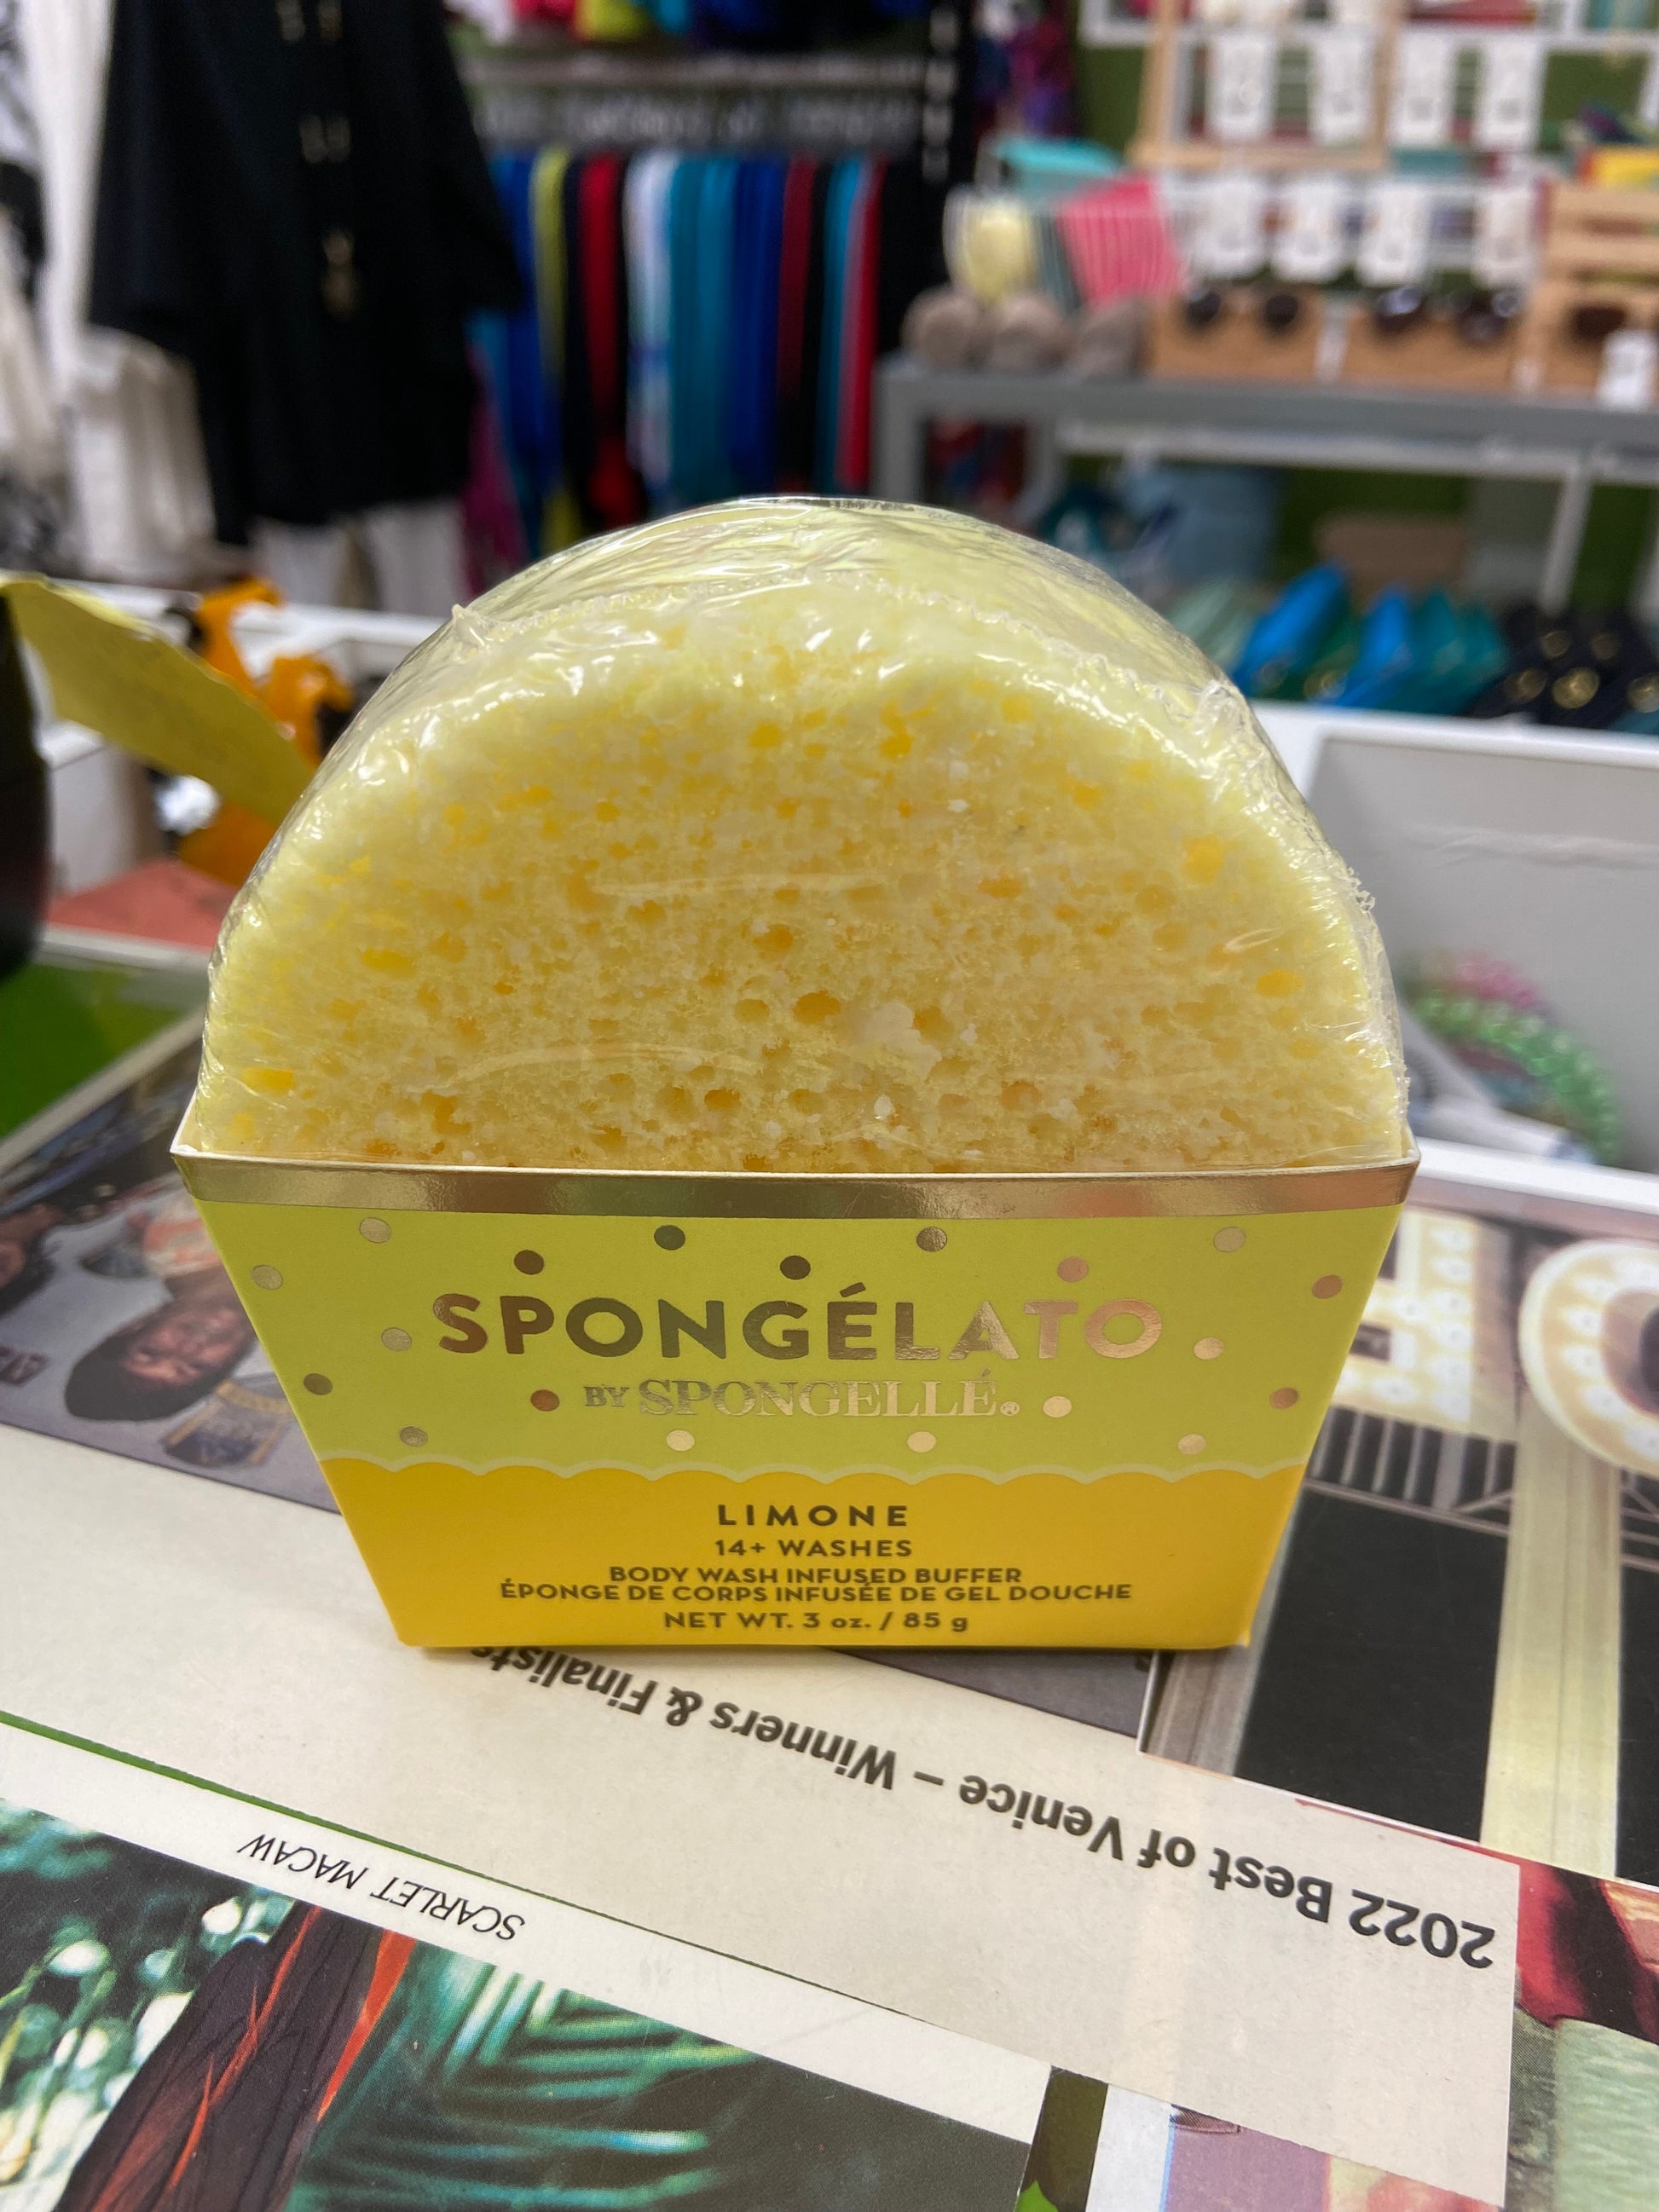 SPONGÉLATO
BY SPONGELLÉ®
LIMONE
14+ WASHES
BODY WASH INFUSED BUFFER
ÉPONGE DE CORPS INFUSÉE DE GEL DOUCHE
NET WT. 3 oz. / 85 g
2022 Best of Venice – Winners & Finalists
SCARLET MACAW